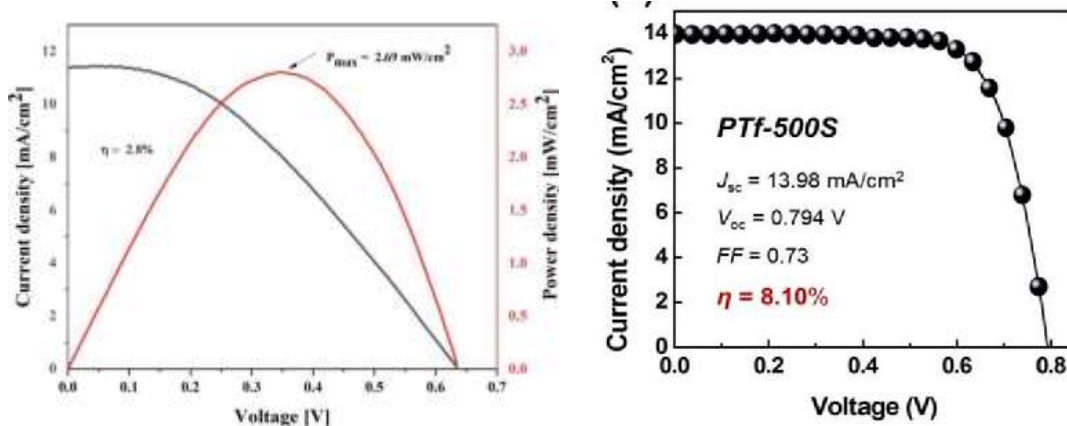 Current density [mA/cm²]
12
10
8
6
4
2
0
Pmax = 2.69 mW/cm²
η = 2.8%
3.0
2.5
2.0
1.5
1.0
0.5
0.0
Power density [mW/cm²]
0.0 0.1 0.2 0.3 0.4 0.5 0.6 0.7
Voltage [V]
Current density (mA/cm²)
14
12
10
8
6
4
2
0
PTf-500S
Jsc = 13.98 mA/cm²
Voc = 0.794 V
FF = 0.73
η = 8.10%
0.0 0.2 0.4 0.6 0.8
Voltage (V)